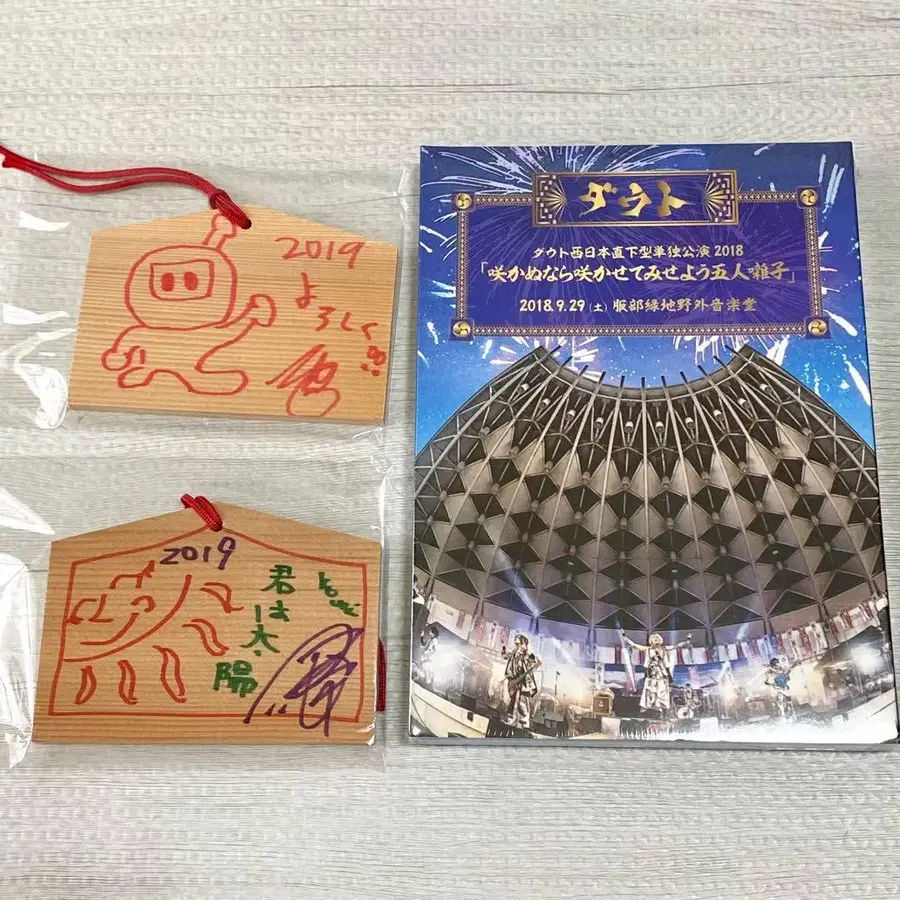 2019
よろしく
2019
君は太陽
ダウト
ダウト西日本直下型単独公演2018
「咲かぬなら咲かせてみせよう五人囃子」
2018.9.29(土) 服部緑地野外音楽堂